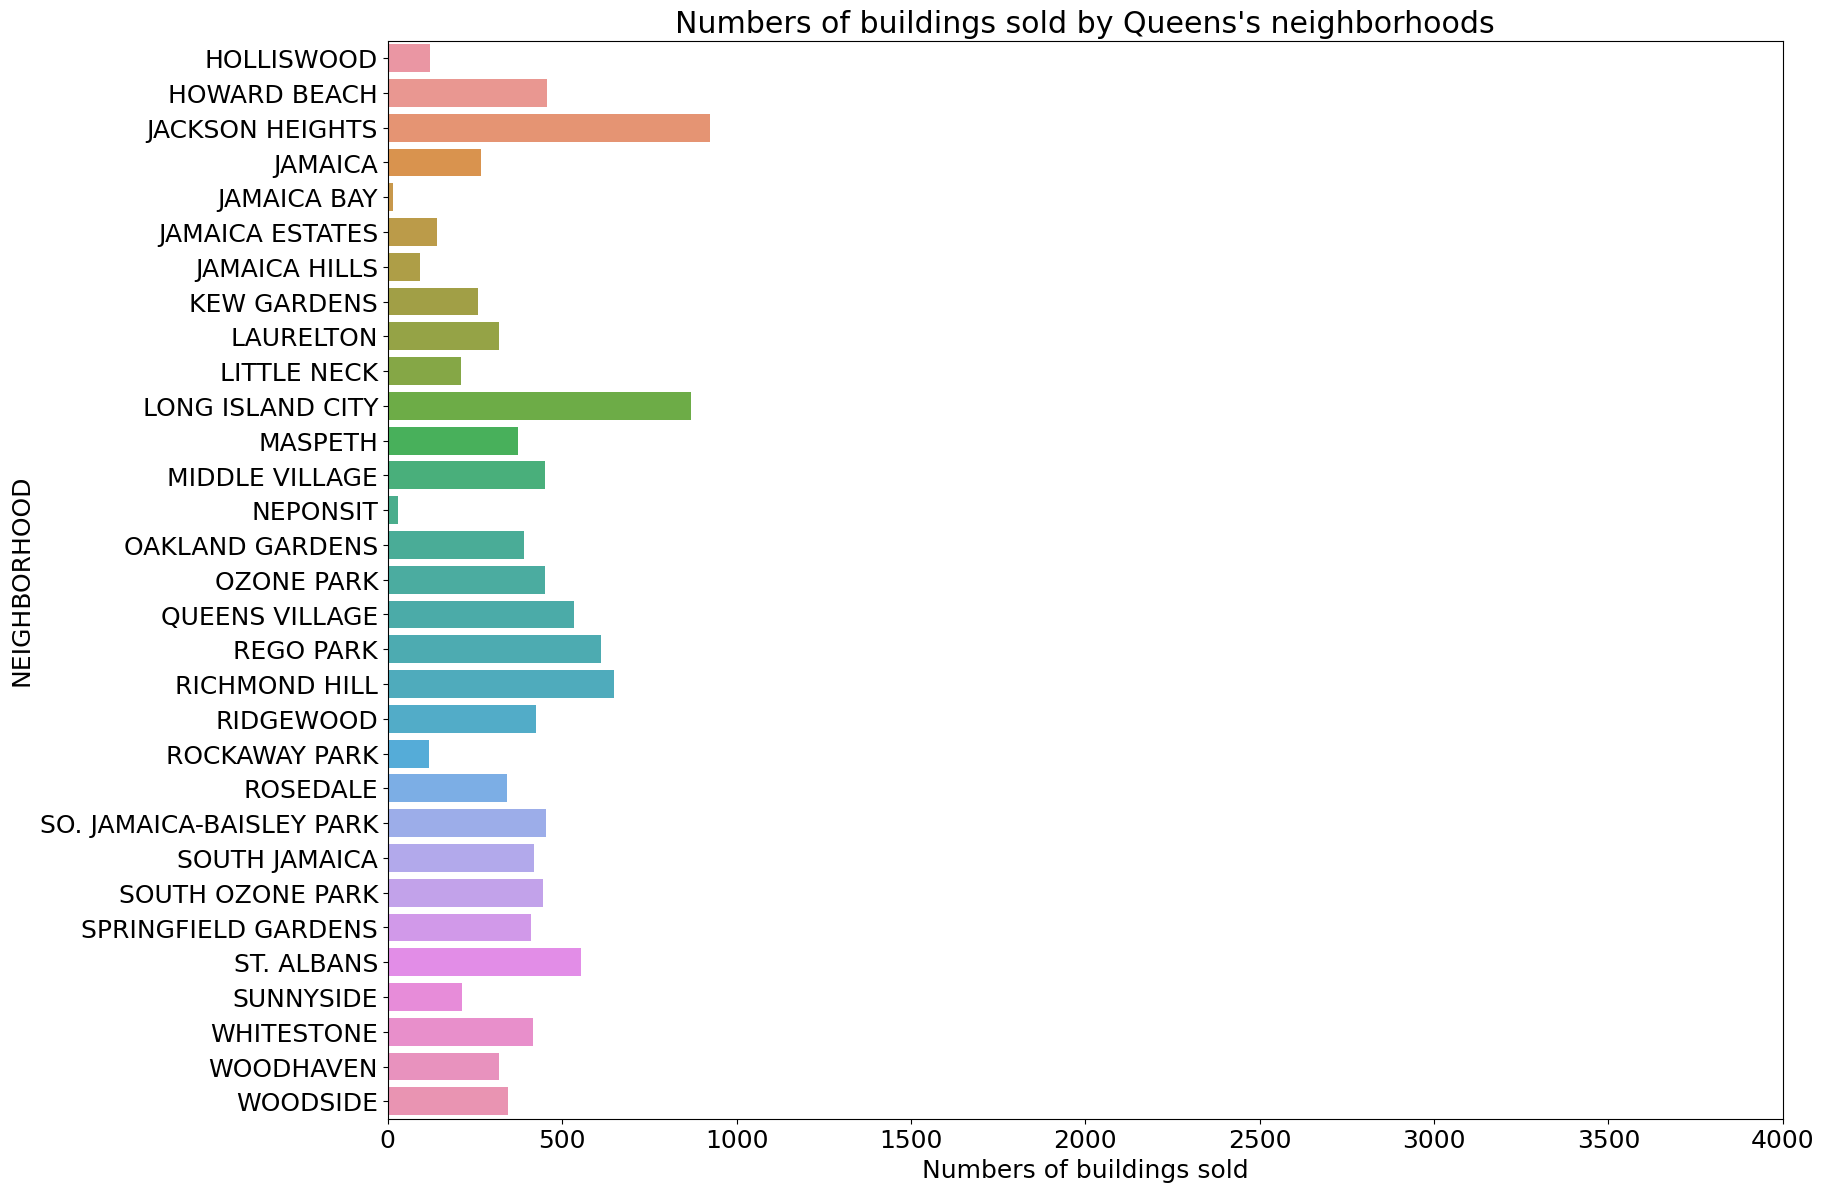 Numbers of buildings sold by Queens's neighborhoods
NEIGHBORHOOD
HOLLISWOOD
HOWARD BEACH
JACKSON HEIGHTS
JAMAICA
JAMAICA BAY
JAMAICA ESTATES
JAMAICA HILLS
KEW GARDENS
LAURELTON
LITTLE NECK
LONG ISLAND CITY
MASPETH
MIDDLE VILLAGE
NEPONSIT
OAKLAND GARDENS
OZONE PARK
QUEENS VILLAGE
REGO PARK
RICHMOND HILL
RIDGEWOOD
ROCKAWAY PARK
ROSEDALE
SO. JAMAICA-BAISLEY PARK
SOUTH JAMAICA
SOUTH OZONE PARK
SPRINGFIELD GARDENS
ST. ALBANS
SUNNYSIDE
WHITESTONE
WOODHAVEN
WOODSIDE
0 500 1000 1500 2000 2500 3000 3500 4000
Numbers of buildings sold